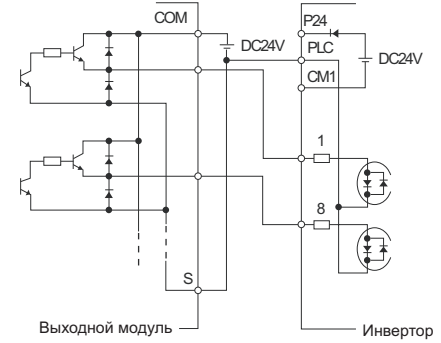 COM
P24
DC24V
PLC
DC24V
CM1
1
8
S
Выходной модуль
Инвертор